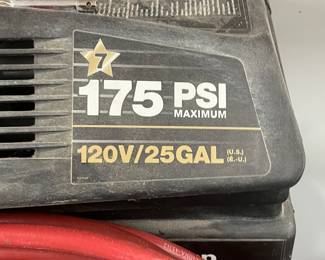 7
175 PSI
MAXIMUM
120V/25GAL (U.S.)
(É.-U.)